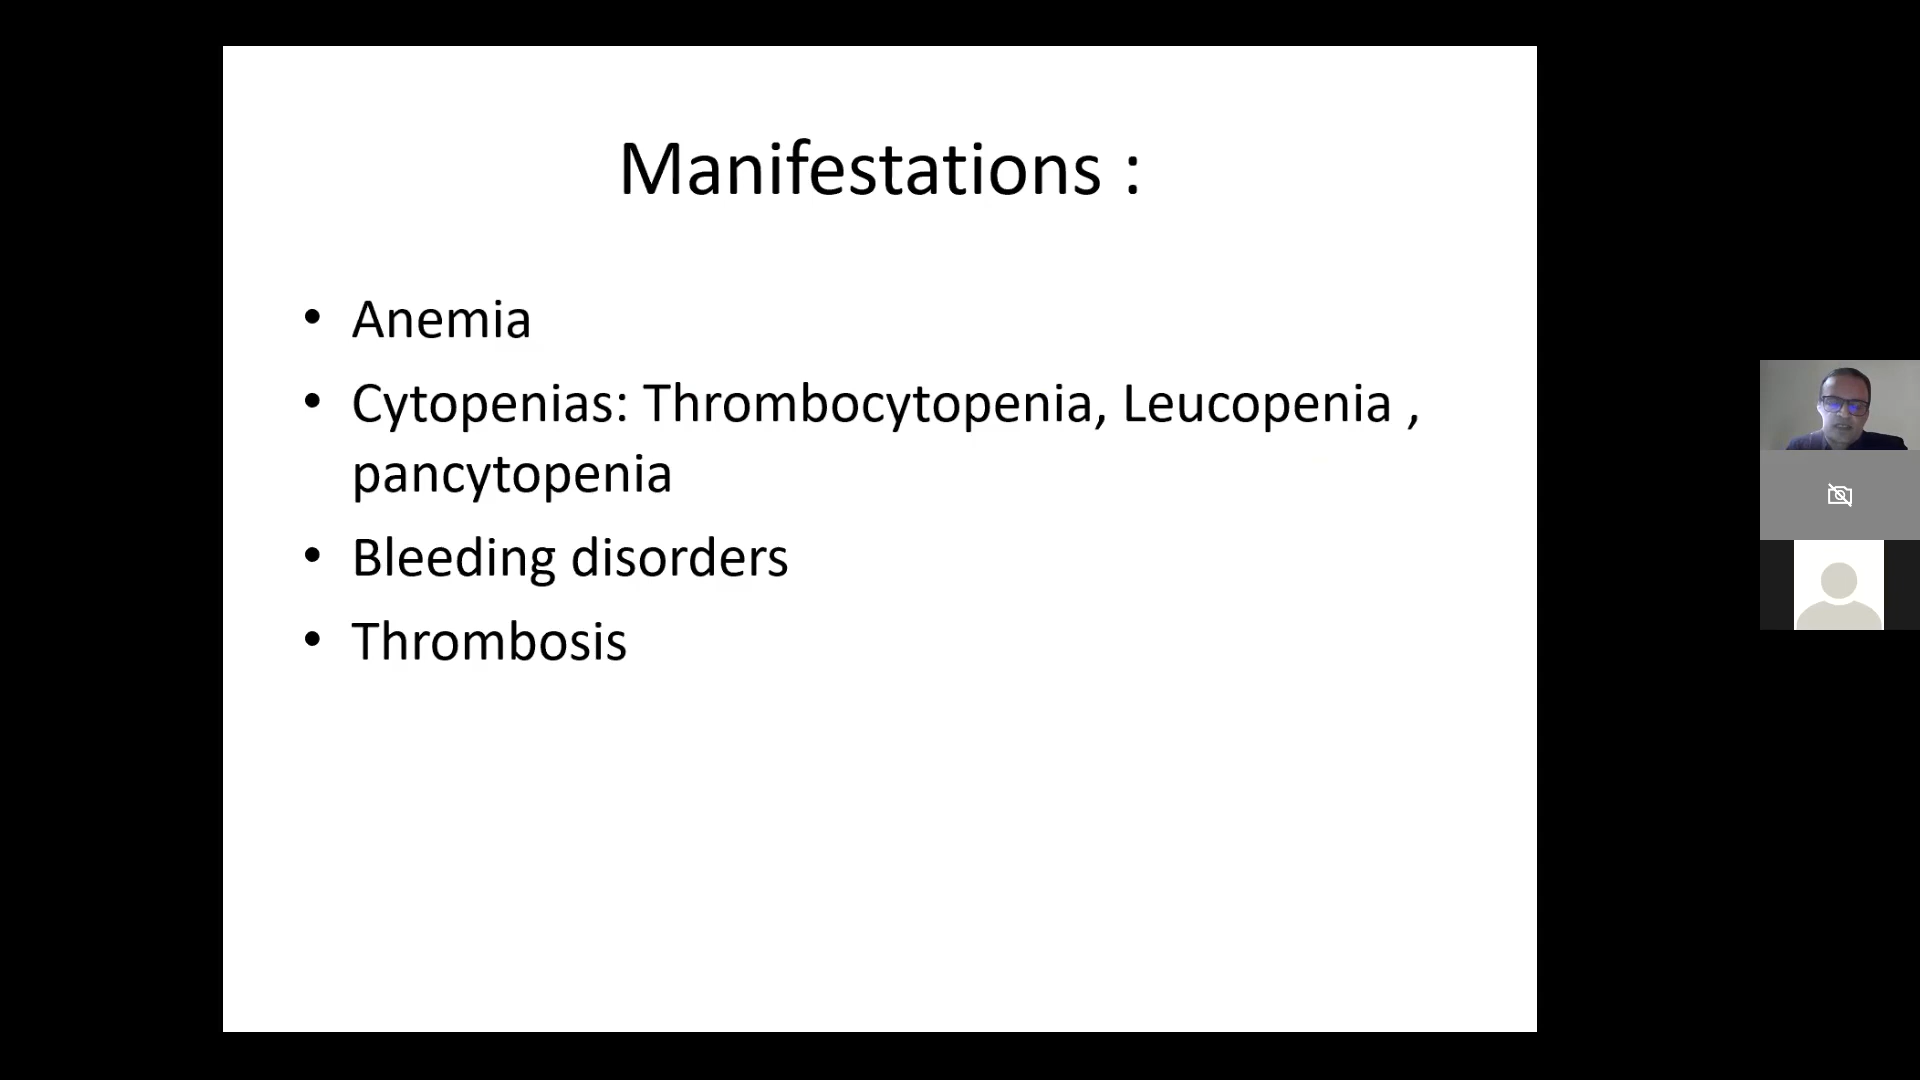 Manifestations :
• Anemia
• Cytopenias: Thrombocytopenia, Leucopenia ,
pancytopenia
• Bleeding disorders
• Thrombosis